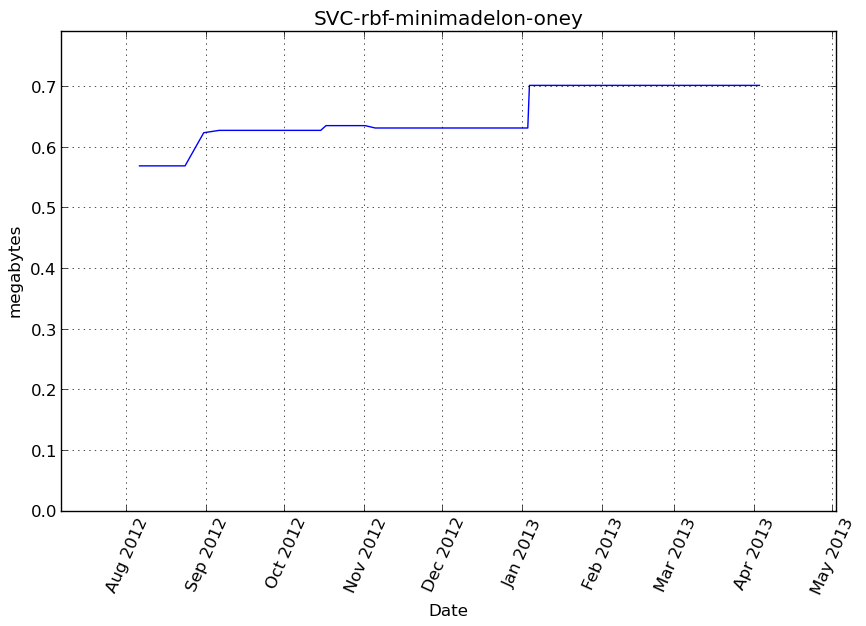 SVC-rbf-minimadelon-oney
0.7
0.6
0.5
0.4
0.3
0.2
0.1
0.0
megabytes
Aug 2012
Sep 2012
Oct 2012
Nov 2012
Dec 2012
Jan 2013
Feb 2013
Mar 2013
Apr 2013
May 2013
Date